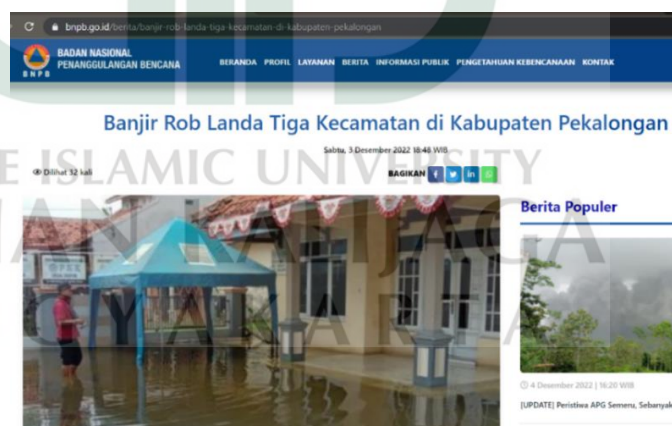 bnpb.go.id/berita/banjir-rob-landa-tiga-kecamatan-di-kabupaten-pekalongan
BADAN NASIONAL
PENANGGULANGAN BENCANA
BNPB
BERANDA PROFIL LAYANAN BERITA INFORMASI PUBLIK PENGETAHUAN KEBENCANAAN KONTAK
Banjir Rob Landa Tiga Kecamatan di Kabupaten Pekalongan
Sabtu, 3 Desember 2022 18:48 WIB
Dilihat 32 kali
BAGIKAN
E ISLAMIC UNIVERSITY
AN KALIJAGA
GYAKARTA
Berita Populer
4 Desember 2022 | 16:20 WIB
[UPDATE] Peristiwa APG Semeru, Sebanyak